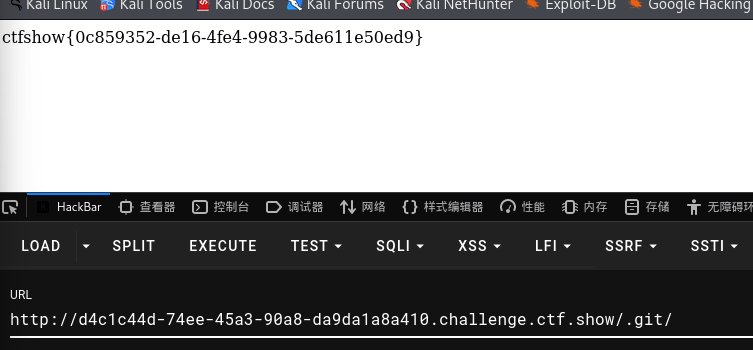 Kali Linux Kali Tools Kali Docs Kali Forums Kali NetHunter Exploit-DB Google Hacking
ctfshow{0c859352-de16-4fe4-9983-5de611e50ed9}
HackBar 查看器 控制台 调试器 网络 样式编辑器 性能 内存 存储 无障碍环
LOAD SPLIT EXECUTE TEST SQLI XSS LFI SSRF SSTI
URL
http://d4c1c44d-74ee-45a3-90a8-da9da1a8a410.challenge.ctf.show/.git/